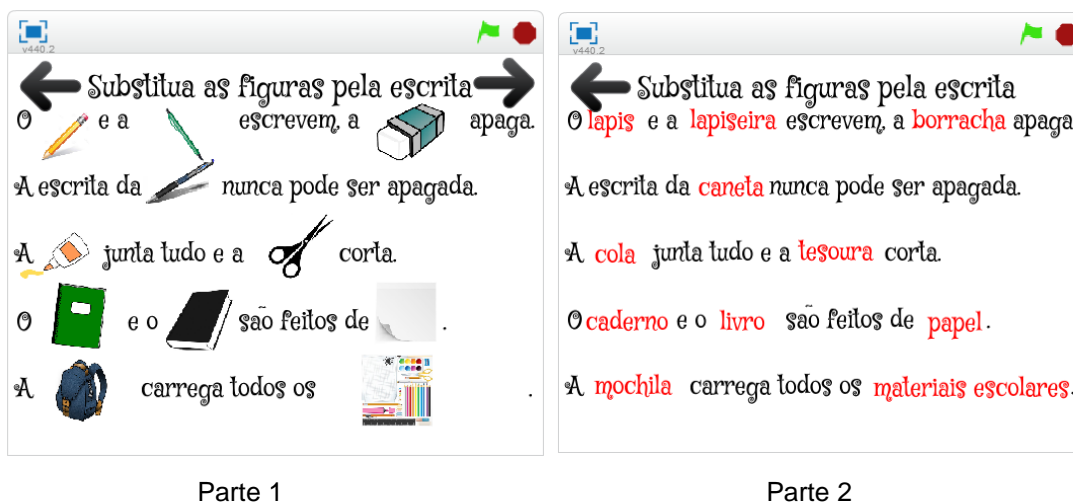 v440.2
Substitua as figuras pela escrita
O e a escrevem, a apaga.
A escrita da nunca pode ser apagada.
A junta tudo e a corta.
O e o são feitos de .
A carrega todos os .
Parte 1
v440.2
Substitua as figuras pela escrita
O lapis e a lapiseira escrevem, a borracha apaga
A escrita da caneta nunca pode ser apagada.
A cola junta tudo e a tesoura corta.
O caderno e o livro são feitos de papel.
A mochila carrega todos os materiais escolares.
Parte 2